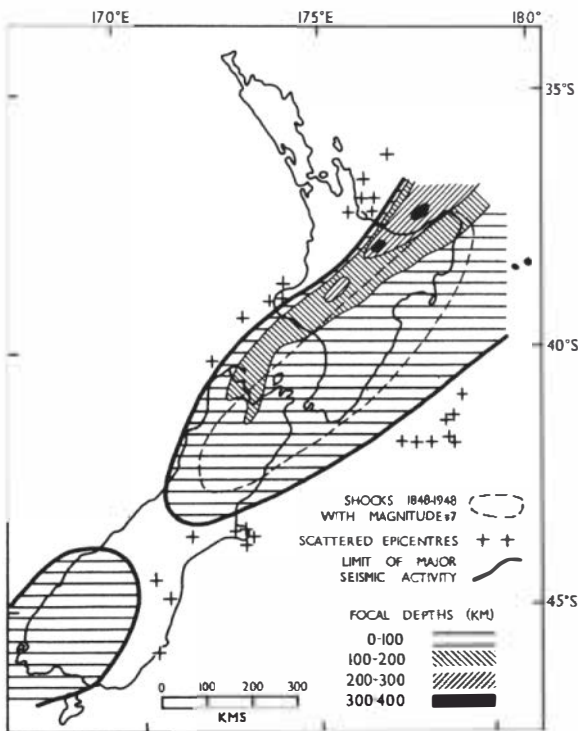 170°E 175°E 180°
35°S
40°S
45°S
SHOCKS 1848-1948
WITH MAGNITUDE≥7
SCATTERED EPICENTRES
LIMIT OF MAJOR
SEISMIC ACTIVITY
FOCAL DEPTHS (KM)
0-100
100-200
200-300
300-400
0 100 200 300
KMS